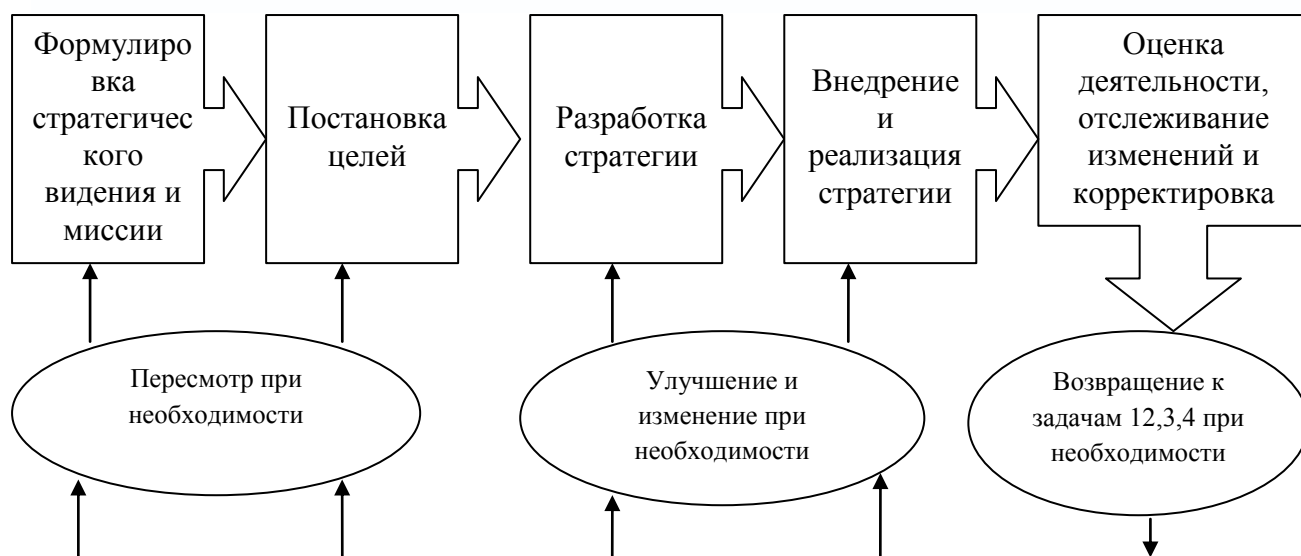 Формулиро
вка
стратегичес
кого
видения и
миссии
Постановка
целей
Разработка
стратегии
Внедрение
и
реализация
стратегии
Оценка
деятельности,
отслеживание
изменений и
корректировка
Пересмотр при
необходимости
Улучшение и
изменение при
необходимости
Возвращение к
задачам 12,3,4 при
необходимости